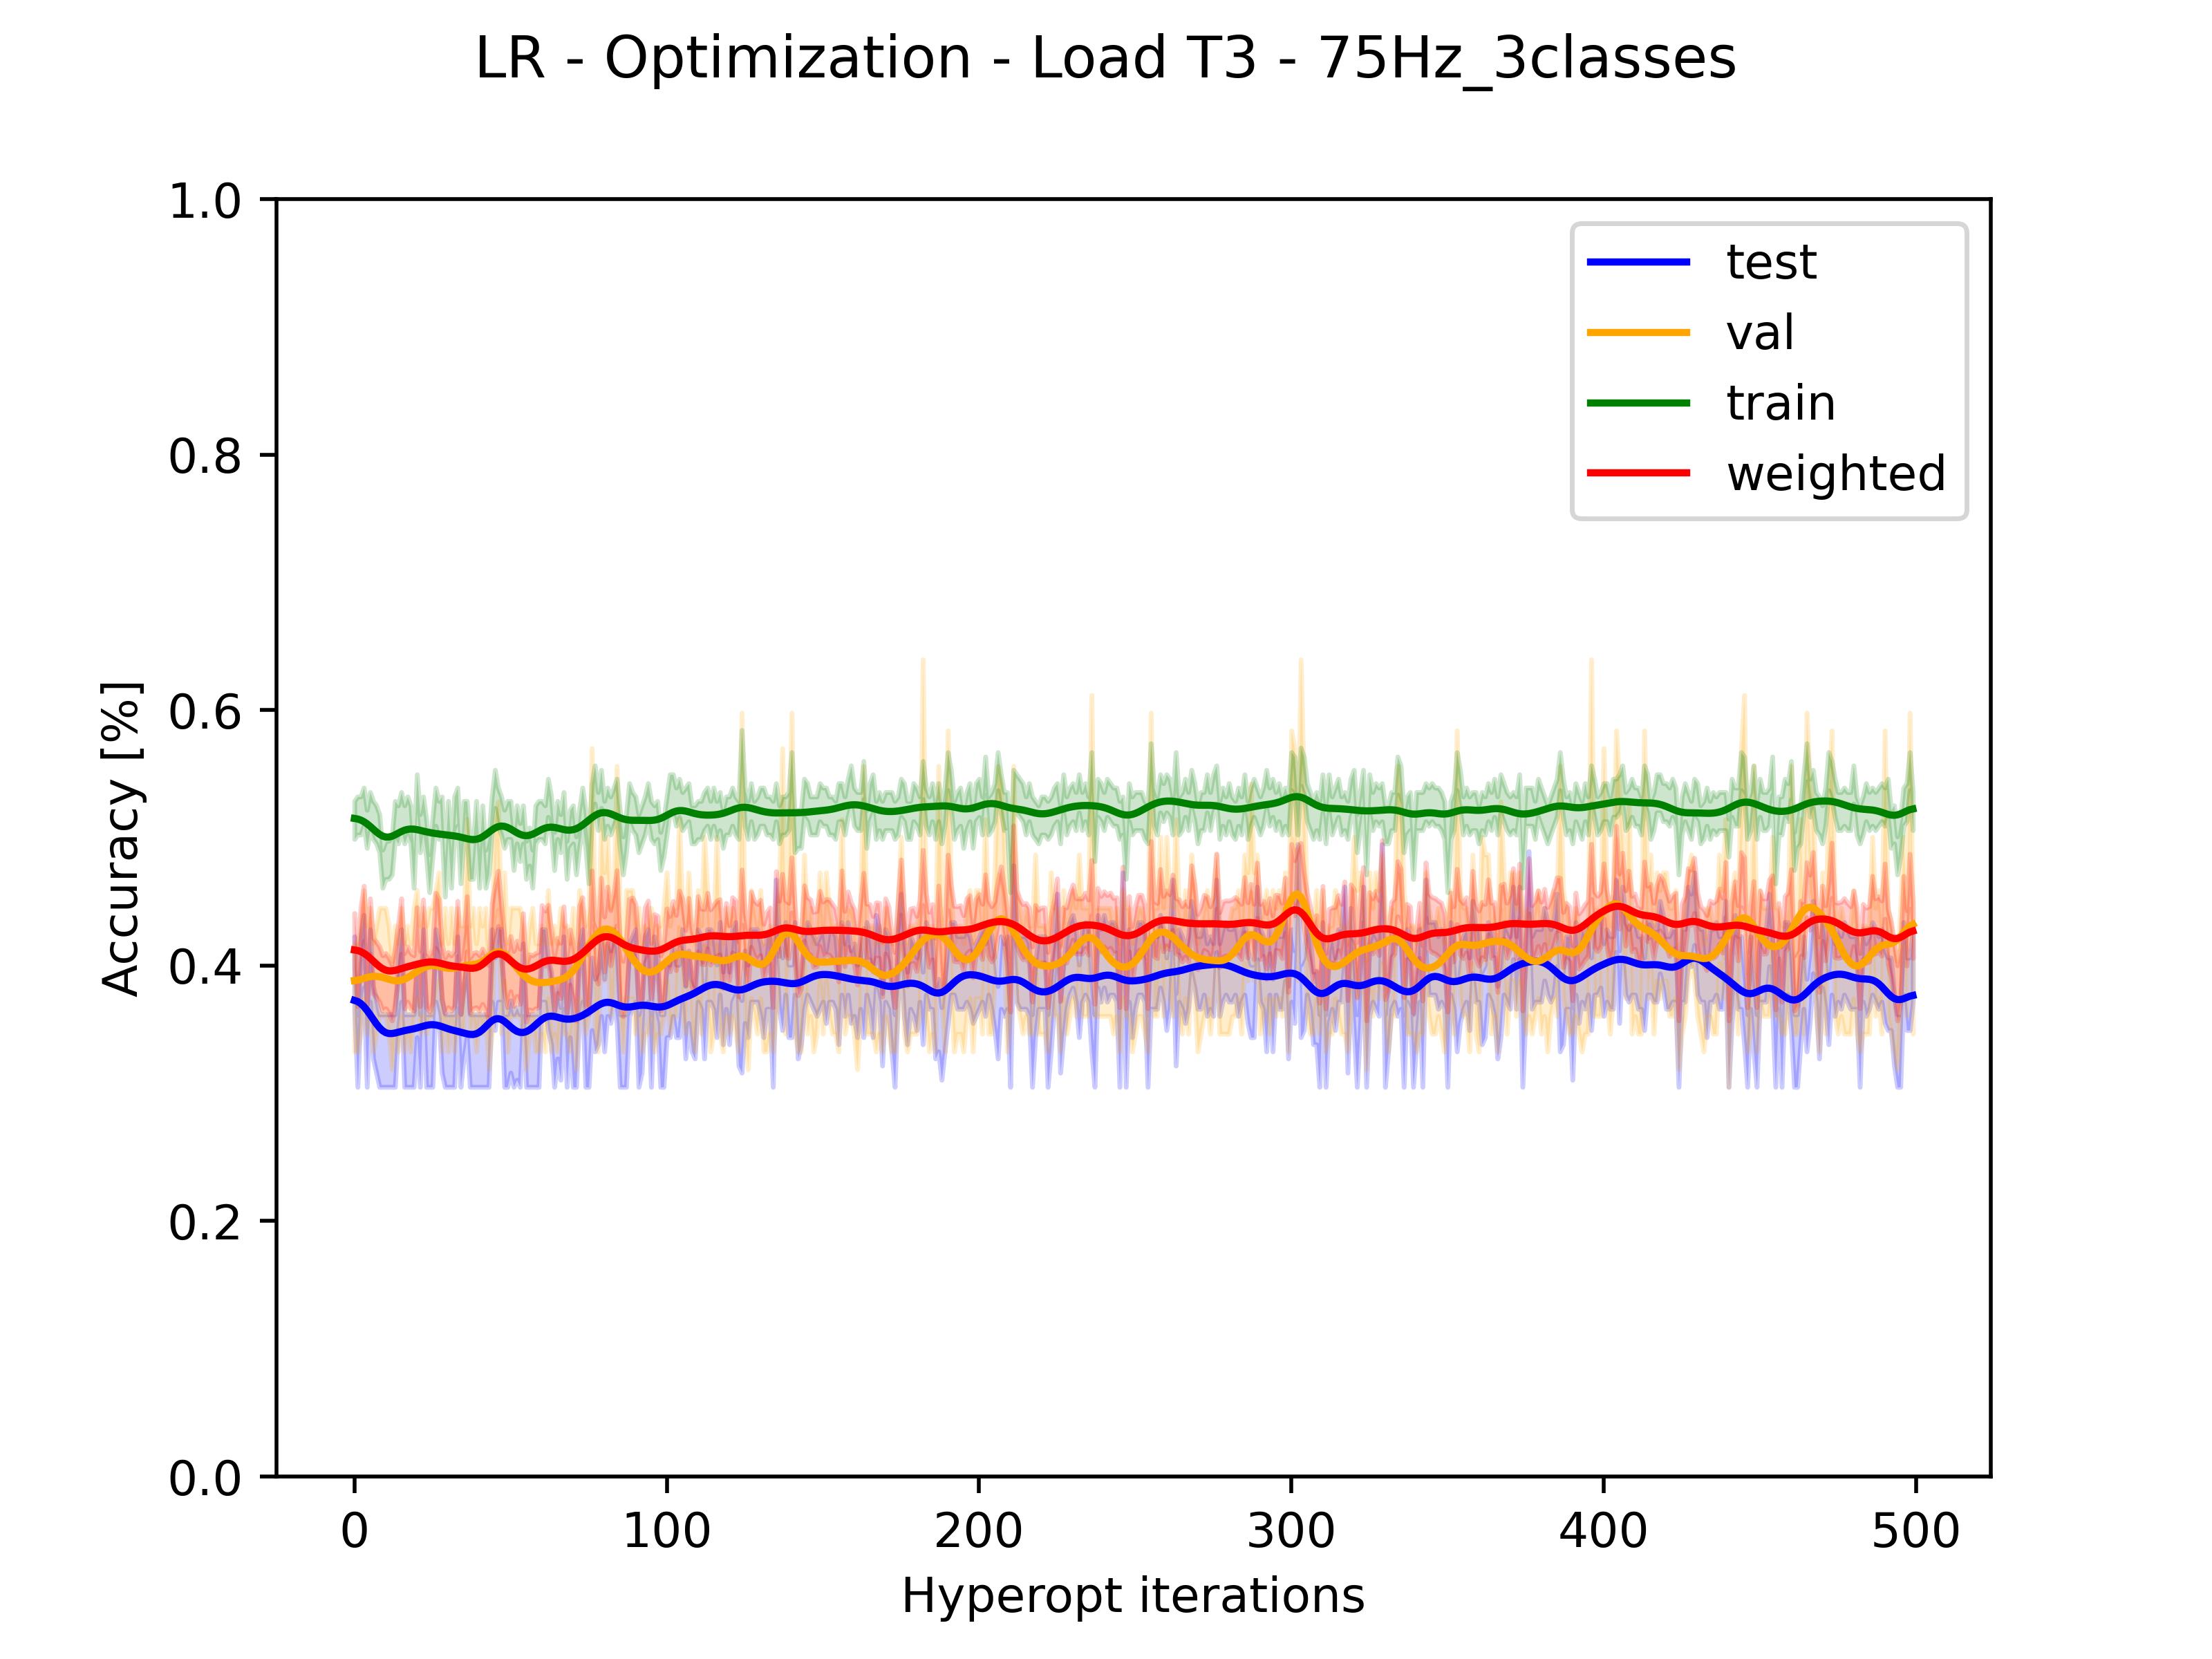 LR - Optimization - Load T3 - 75Hz_3classes
1.0
0.8
0.6
0.4
0.2
0.0
Accuracy [%]
test
val
train
weighted
0 100 200 300 400 500
Hyperopt iterations